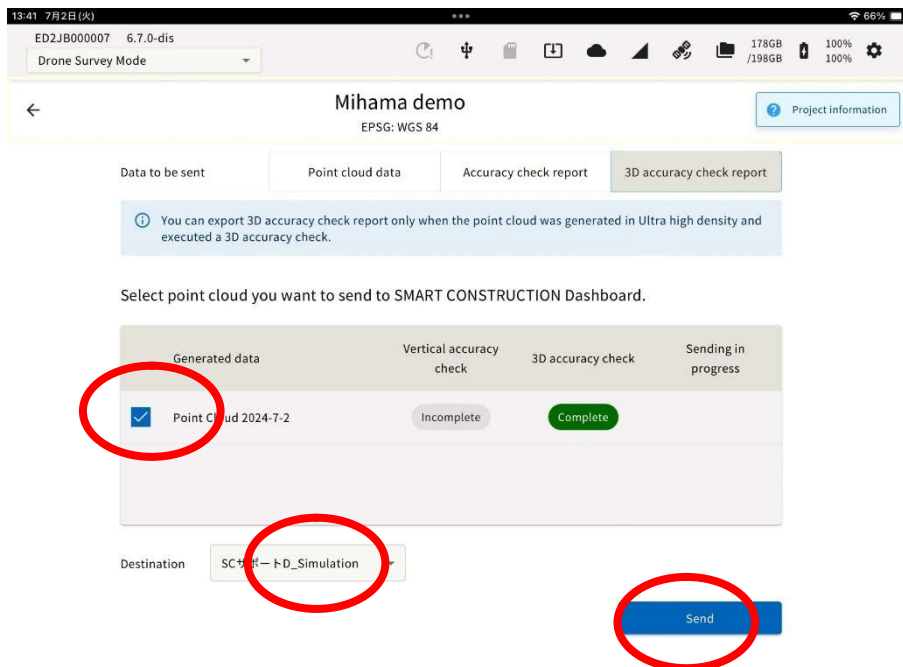 13:41 7月2日(火)
66%
ED2JB000007 6.7.0-dis
Drone Survey Mode
178GB
/198GB
100%
100%
Mihama demo
EPSG: WGS 84
Project information
Data to be sent
Point cloud data
Accuracy check report
3D accuracy check report
You can export 3D accuracy check report only when the point cloud was generated in Ultra high density and
executed a 3D accuracy check.
Select point cloud you want to send to SMART CONSTRUCTION Dashboard.
Generated data
Vertical accuracy
check
3D accuracy check
Sending in
progress
Point Cloud 2024-7-2
Incomplete
Complete
Destination
SCサポートD_Simulation
Send